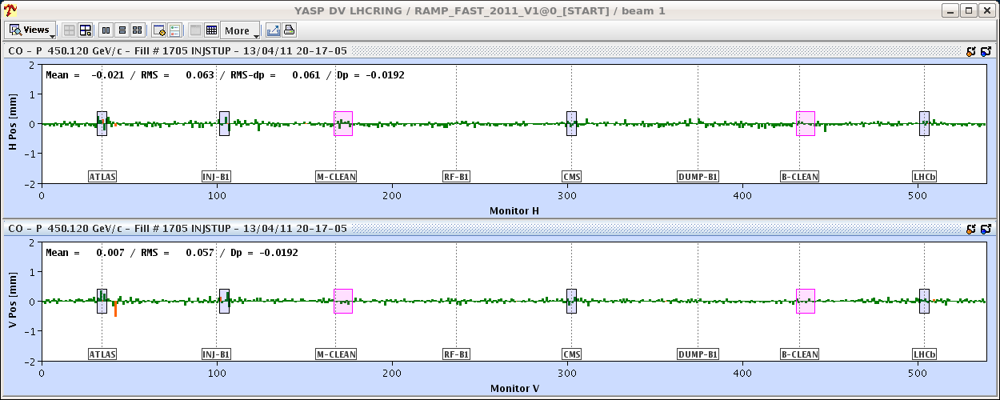 YASP DV LHCRING / RAMP_FAST_2011_V1@0_[START] / beam 1
Views More
CO - P 450.120 GeV/c - Fill # 1705 INJSTUP - 13/04/11 20-17-05
Mean = -0.021 / RMS = 0.063 / RMS-dp = 0.061 / Dp = -0.0192
H Pos [mm]
2
1
0
-1
-2
ATLAS INJ-B1 M-CLEAN RF-B1 CMS DUMP-B1 B-CLEAN LHCb
0 100 200 300 400 500
Monitor H
CO - P 450.120 GeV/c - Fill # 1705 INJSTUP - 13/04/11 20-17-05
Mean = 0.007 / RMS = 0.057 / Dp = -0.0192
V Pos [mm]
2
1
0
-1
-2
ATLAS INJ-B1 M-CLEAN RF-B1 CMS DUMP-B1 B-CLEAN LHCb
0 100 200 300 400 500
Monitor V